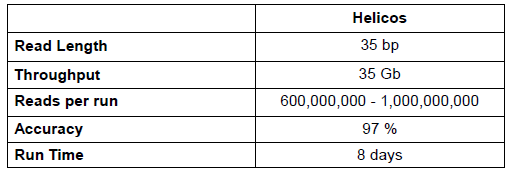 Helicos
Read Length 35 bp
Throughput 35 Gb
Reads per run 600,000,000 - 1,000,000,000
Accuracy 97 %
Run Time 8 days